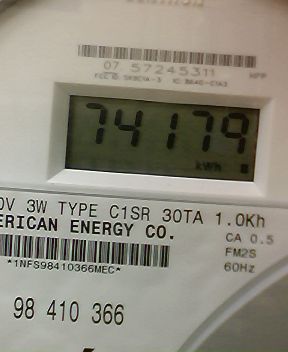 07 57245311
74179
kWh
0V 3W TYPE C1SR 30TA 1.0Kh
ERICAN ENERGY CO.
CA 0.5
*1NFS98410366MEC*
FM2S
60Hz
98 410 366